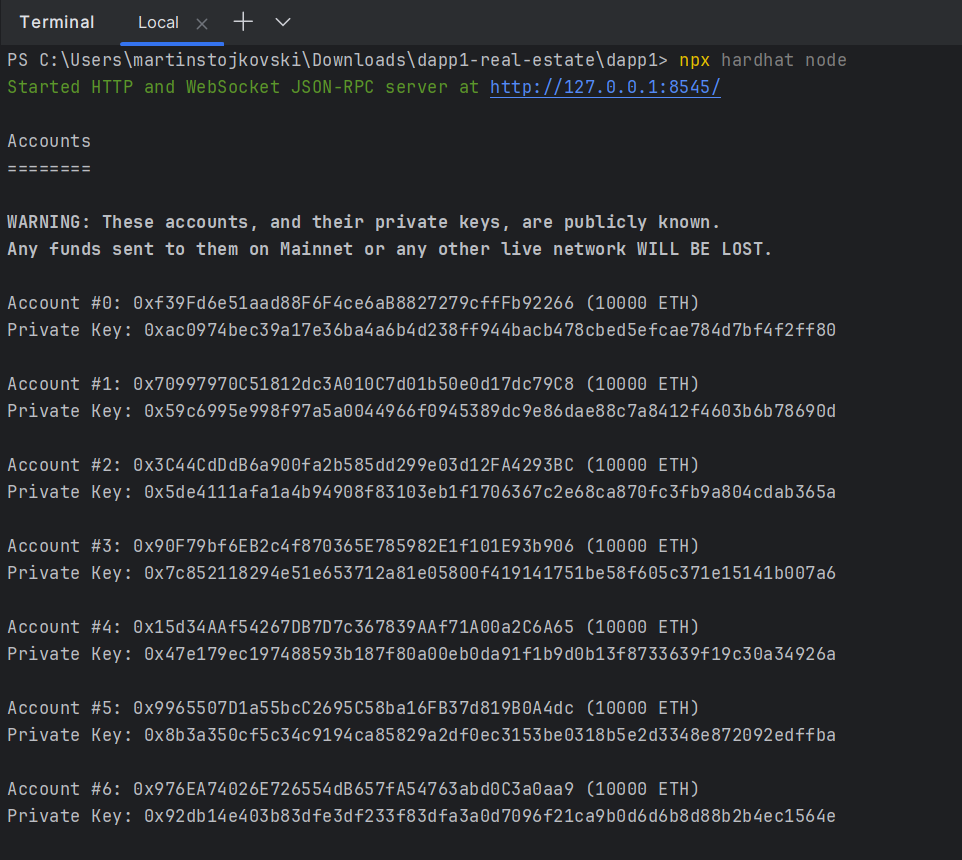 Terminal
Local
PS C:\Users\martinstojkovski\Downloads\dapp1-real-estate\dapp1> npx hardhat node
Started HTTP and WebSocket JSON-RPC server at http://127.0.0.1:8545/
Accounts
========
WARNING: These accounts, and their private keys, are publicly known.
Any funds sent to them on Mainnet or any other live network WILL BE LOST.
Account #0: 0xf39Fd6e51aad88F6F4ce6aB8827279cffFb92266 (10000 ETH)
Private Key: 0xac0974bec39a17e36ba4a6b4d238ff944bacb478cbed5efcae784d7bf4f2ff80
Account #1: 0x70997970C51812dc3A010C7d01b50e0d17dc79C8 (10000 ETH)
Private Key: 0x59c6995e998f97a5a0044966f0945389dc9e86dae88c7a8412f4603b6b78690d
Account #2: 0x3C44CdDdB6a900fa2b585dd299e03d12FA4293BC (10000 ETH)
Private Key: 0x5de4111afa1a4b94908f83103eb1f1706367c2e68ca870fc3fb9a804cdab365a
Account #3: 0x90F79bf6EB2c4f870365E785982E1f101E93b906 (10000 ETH)
Private Key: 0x7c852118294e51e653712a81e05800f419141751be58f605c371e15141b007a6
Account #4: 0x15d34AAf54267DB7D7c367839AAf71A00a2C6A65 (10000 ETH)
Private Key: 0x47e179ec197488593b187f80a00eb0da91f1b9d0b13f8733639f19c30a34926a
Account #5: 0x9965507D1a55bcC2695C58ba16FB37d819B0A4dc (10000 ETH)
Private Key: 0x8b3a350cf5c34c9194ca85829a2df0ec3153be0318b5e2d3348e872092edffba
Account #6: 0x976EA74026E726554dB657fA54763abd0C3a0aa9 (10000 ETH)
Private Key: 0x92db14e403b83dfe3df233f83dfa3a0d7096f21ca9b0d6d6b8d88b2b4ec1564e